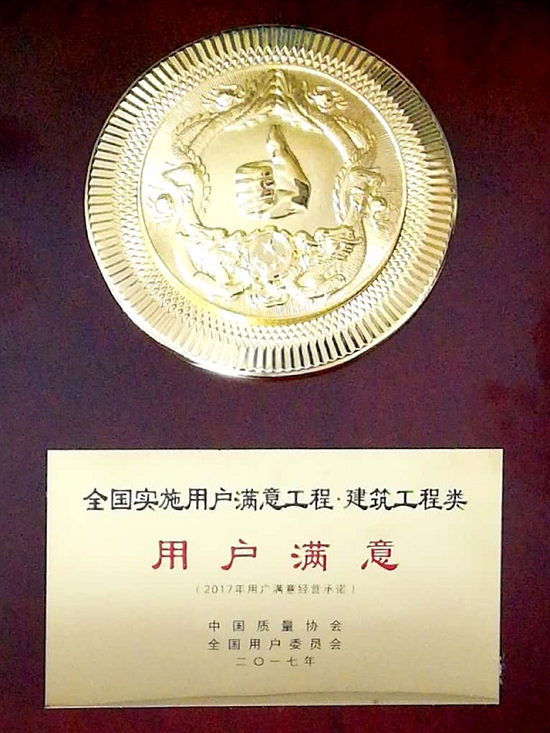 全国实施用户满意工程·建筑工程类
用户满意
（2017年用户满意经营承诺）
中国质量协会
全国用户委员会
二〇一七年